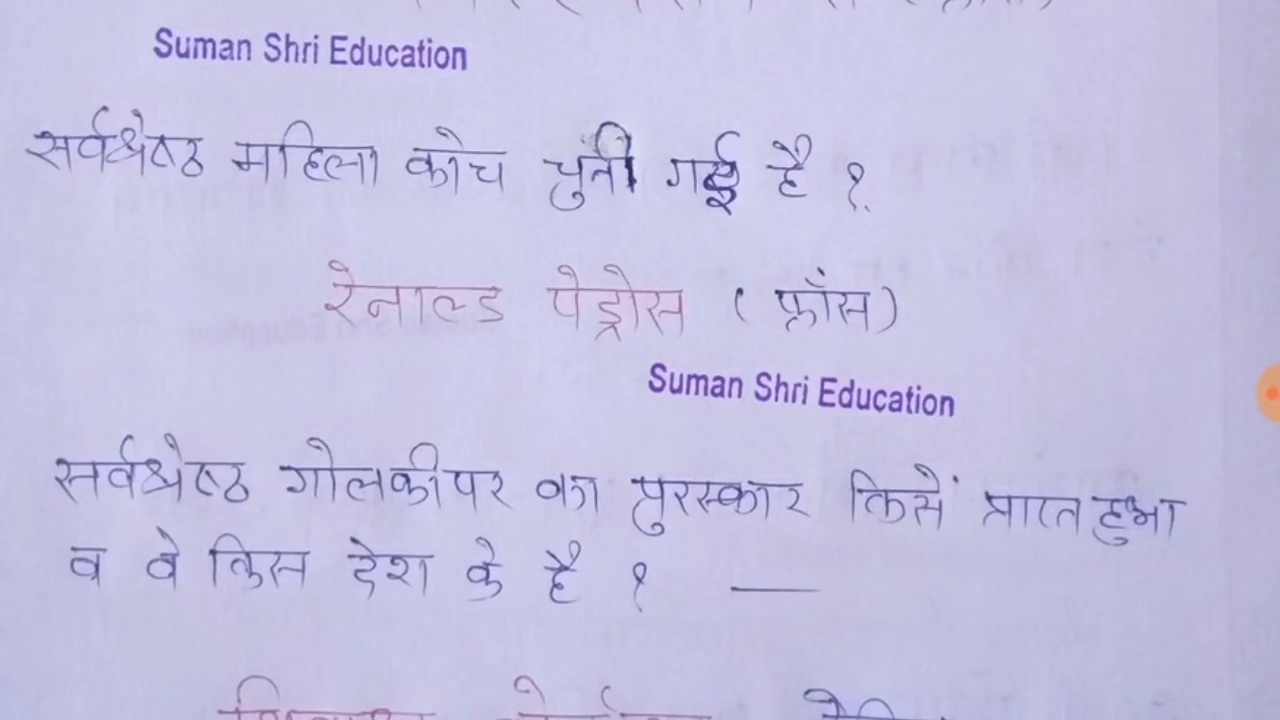 Suman Shri Education
सर्वश्रेष्ठ महिला कोच चुनी गई है ?
रेनाल्ड पेड्रोस ( फ्राँस)
Suman Shri Education
सर्वश्रेष्ठ गोलकीपर का पुरस्कार किसें प्राप्त हुआ
व वे किस देश के है ? —